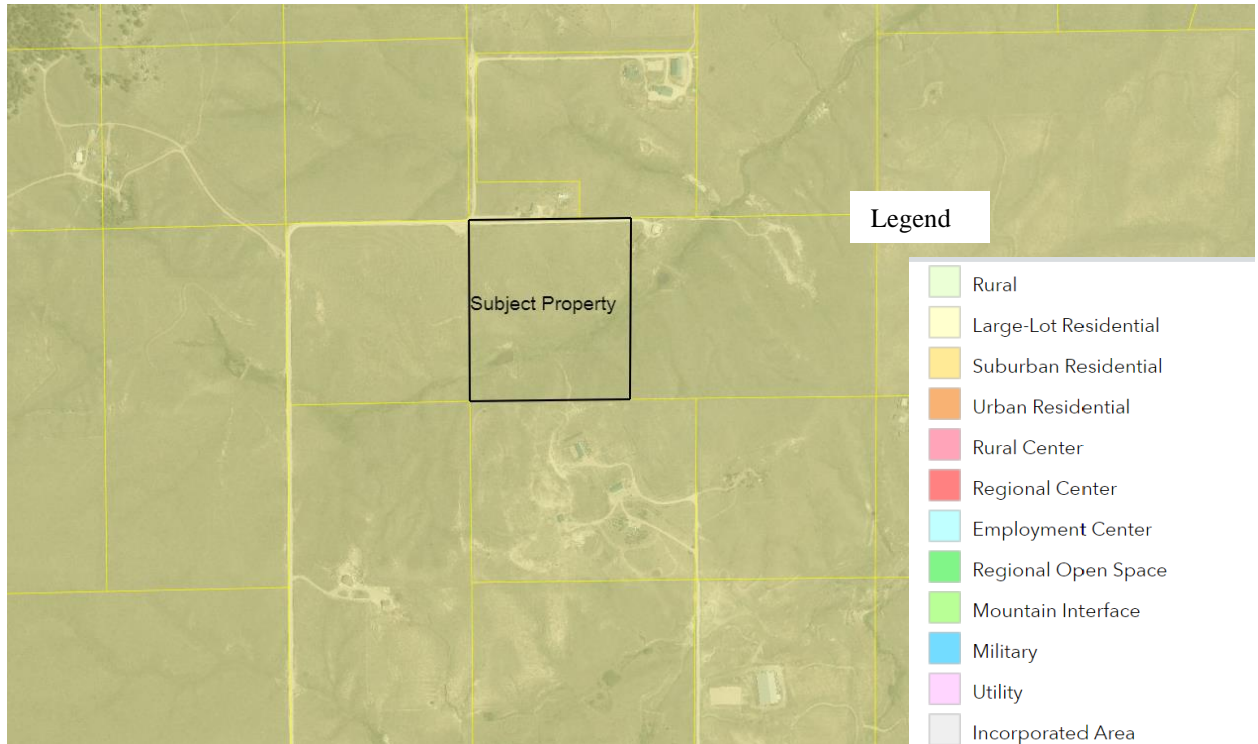 Legend
Subject Property
Rural
Large-Lot Residential
Suburban Residential
Urban Residential
Rural Center
Regional Center
Employment Center
Regional Open Space
Mountain Interface
Military
Utility
Incorporated Area